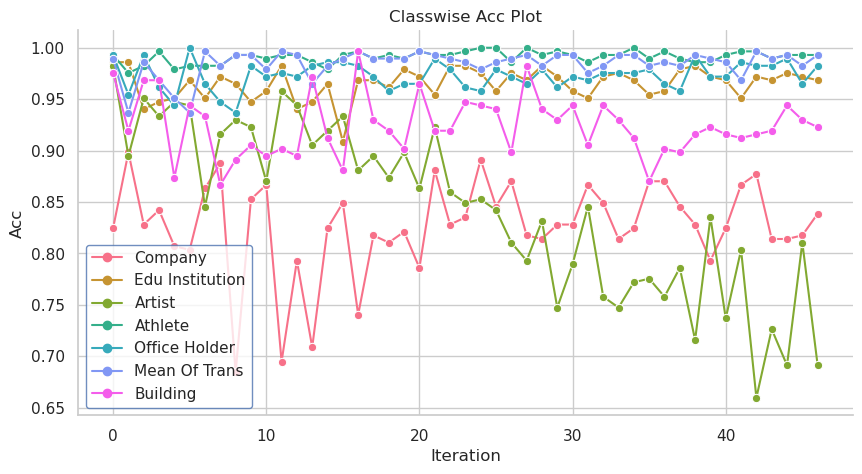 Classwise Acc Plot
Acc
1.00
0.95
0.90
0.85
0.80
0.75
0.70
0.65
Company
Edu Institution
Artist
Athlete
Office Holder
Mean Of Trans
Building
0 10 20 30 40
Iteration